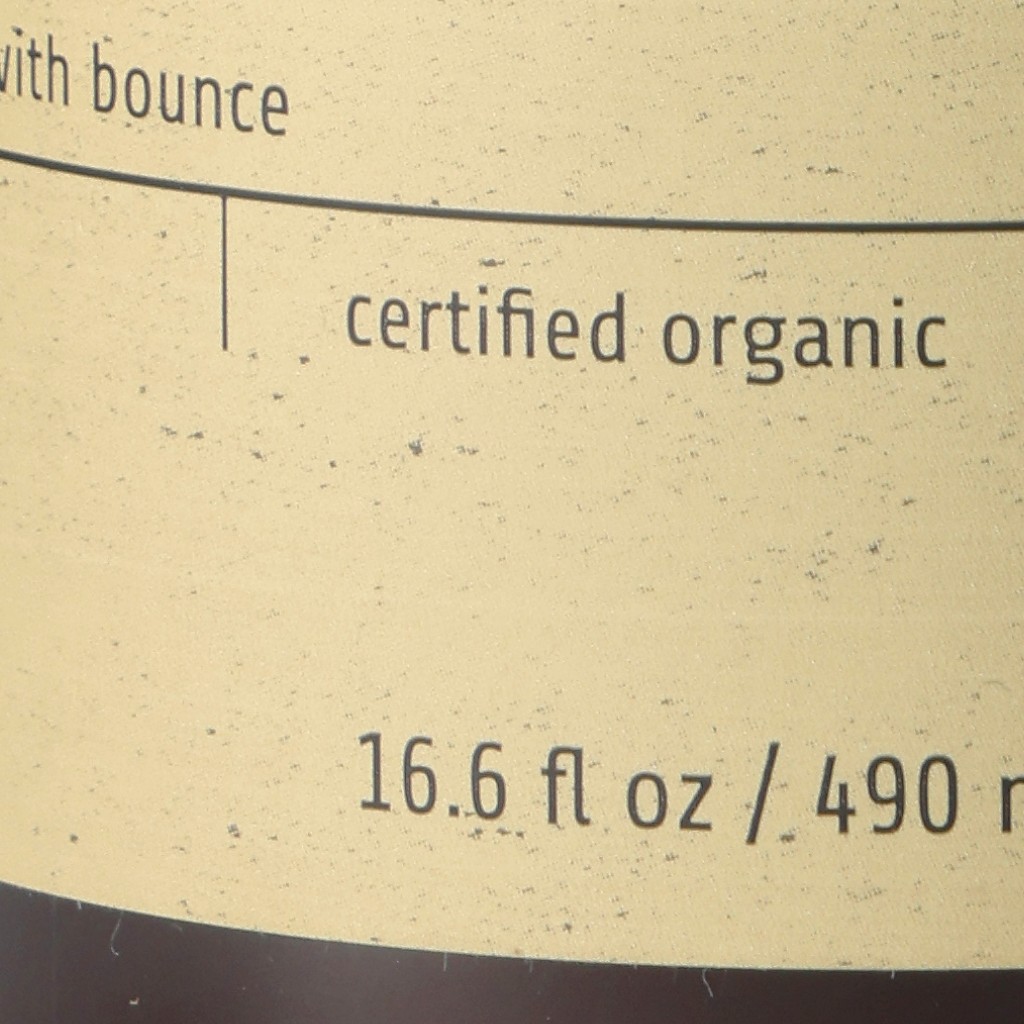 with bounce
certified organic
16.6 fl oz / 490